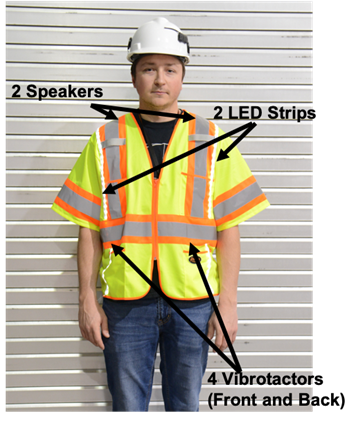 2 Speakers
2 LED Strips
4 Vibrotactors
(Front and Back)